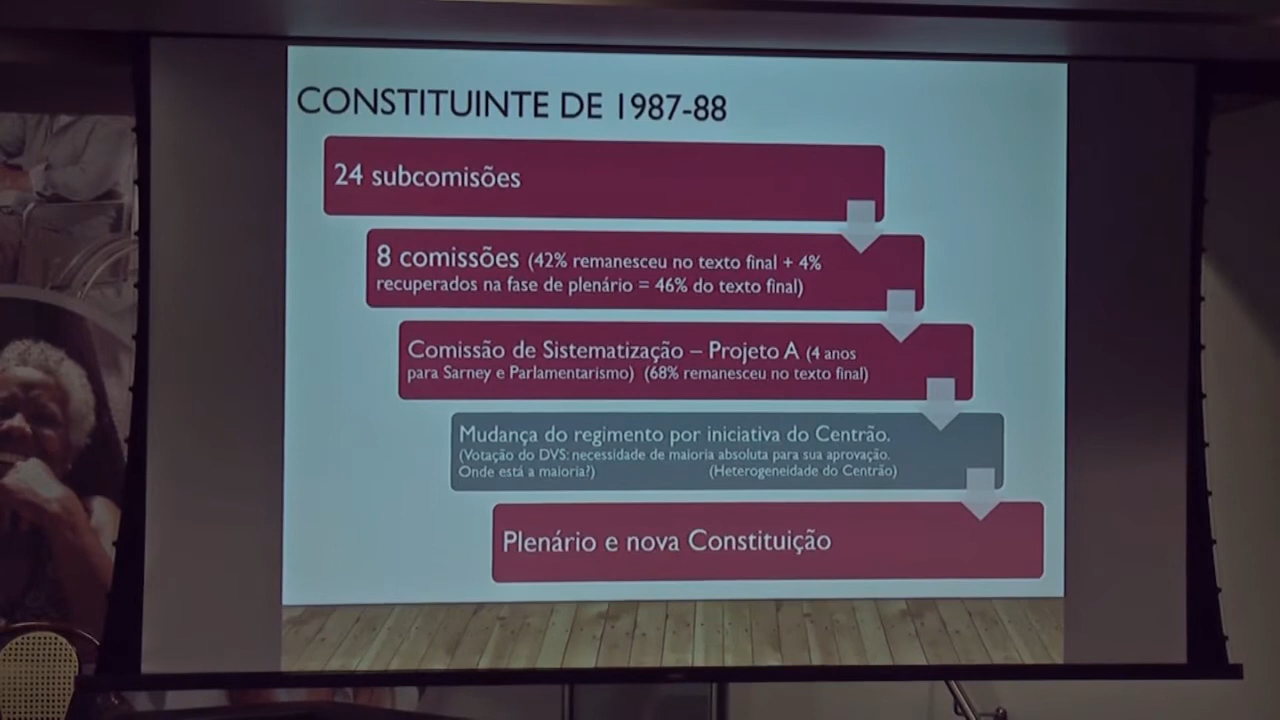 CONSTITUINTE DE 1987-88
24 subcomisões
8 comissões (42% remanesceu no texto final + 4%
recuperados na fase de plenário = 46% do texto final)
Comissão de Sistematização – Projeto A (4 anos
para Sarney e Parlamentarismo) (68% remanesceu no texto final)
Mudança do regimento por iniciativa do Centrão.
(Votação do DVS: necessidade de maioria absoluta para sua aprovação.
Onde está a maioria?) (Heterogeneidade do Centrão)
Plenário e nova Constituição